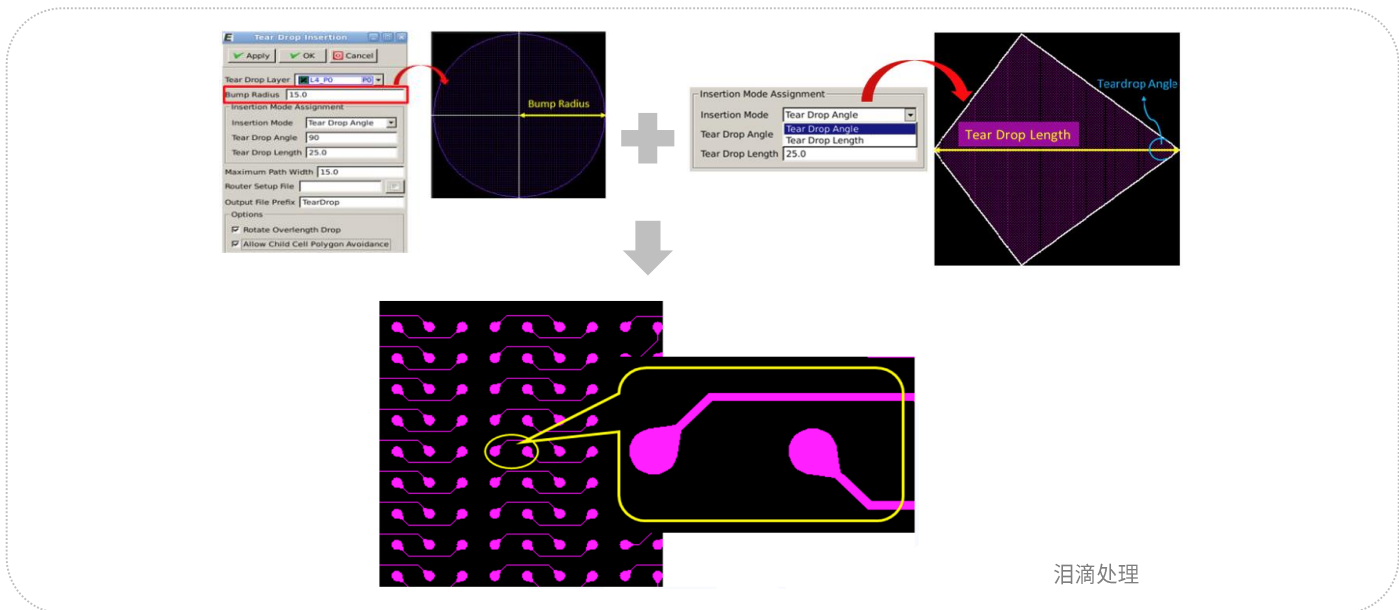 Tear Drop Insertion
Apply OK Cancel
Tear Drop Layer L4_P0 P0
Bump Radius 15.0
Insertion Mode Assignment
Insertion Mode Tear Drop Angle
Tear Drop Angle 90
Tear Drop Length 25.0
Maximum Path Width 15.0
Router Setup File
Output File Prefix TearDrop
Options
Rotate Overlength Drop
Allow Child Cell Polygon Avoidance
Bump Radius
Insertion Mode Assignment
Insertion Mode Tear Drop Angle
Tear Drop Angle Tear Drop Angle
Tear Drop Length
Tear Drop Length 25.0
Teardrop Angle
Tear Drop Length
泪滴处理